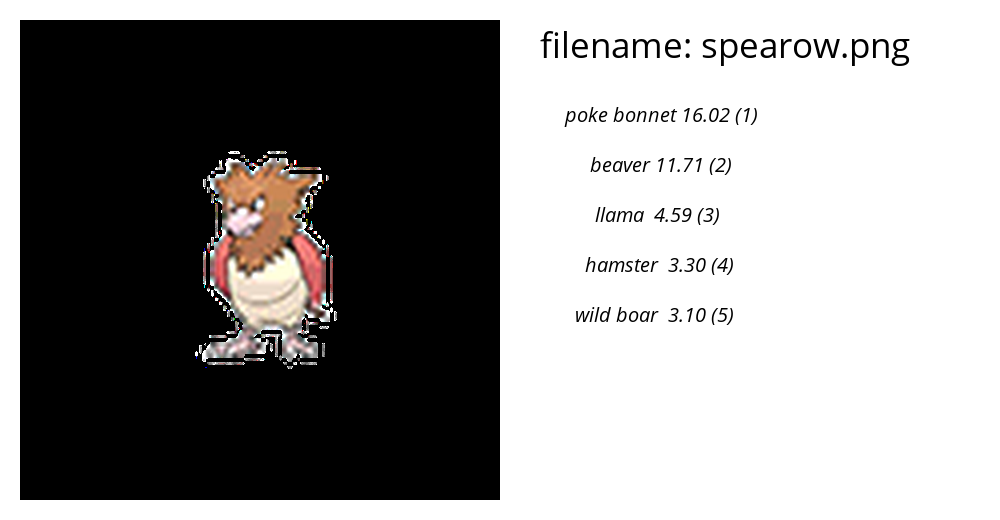 filename: spearow.png
poke bonnet 16.02 (1)
beaver 11.71 (2)
llama  4.59 (3)
hamster  3.30 (4)
wild boar  3.10 (5)